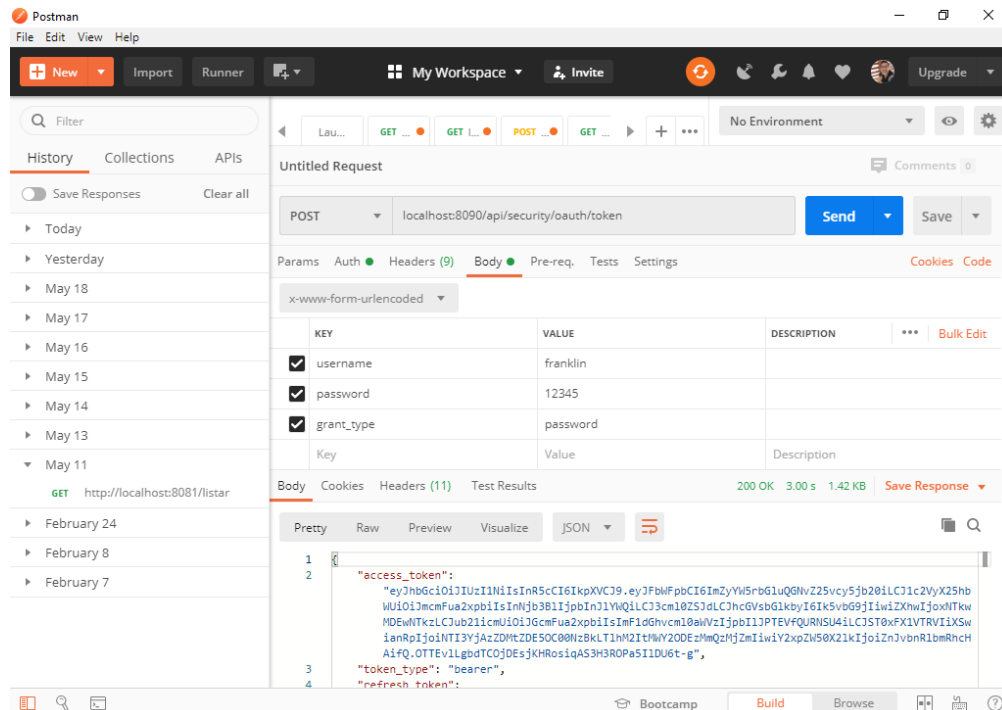 Postman
File Edit View Help
New Import Runner My Workspace Invite Upgrade
Filter
History Collections APIs
Save Responses Clear all
Today
Yesterday
May 18
May 17
May 16
May 15
May 14
May 13
May 11
GET http://localhost:8081/listar
February 24
February 8
February 7
Lau... GET ... GET l... POST ... GET ... No Environment
Untitled Request Comments 0
POST localhost:8090/api/security/oauth/token Send Save
Params Auth Headers (9) Body Pre-req. Tests Settings Cookies Code
x-www-form-urlencoded
KEY VALUE DESCRIPTION Bulk Edit
username franklin
password 12345
grant_type password
Key Value Description
Body Cookies Headers (11) Test Results 200 OK 3.00 s 1.42 KB Save Response
Pretty Raw Preview Visualize JSON
1 {
2 "access_token":
3 "token_type": "bearer",
4 "refresh_token":
Bootcamp Build Browse